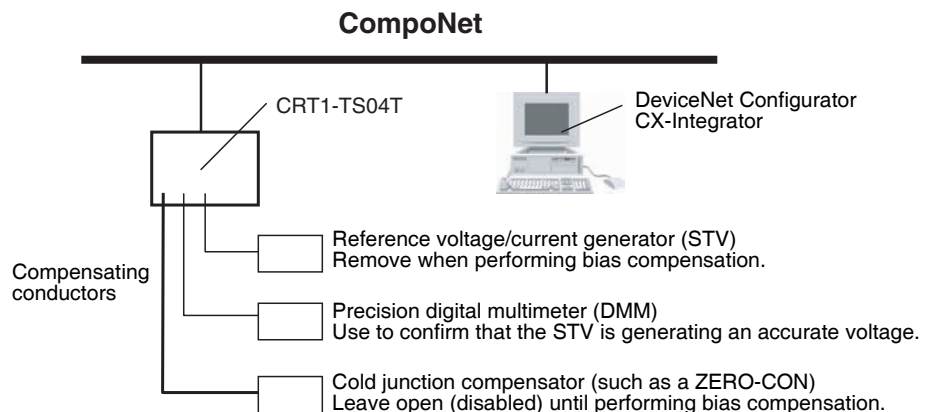 CompoNet
CRT1-TS04T
DeviceNet Configurator
CX-Integrator
Reference voltage/current generator (STV)
Remove when performing bias compensation.
Compensating
conductors
Precision digital multimeter (DMM)
Use to confirm that the STV is generating an accurate voltage.
Cold junction compensator (such as a ZERO-CON)
Leave open (disabled) until performing bias compensation.